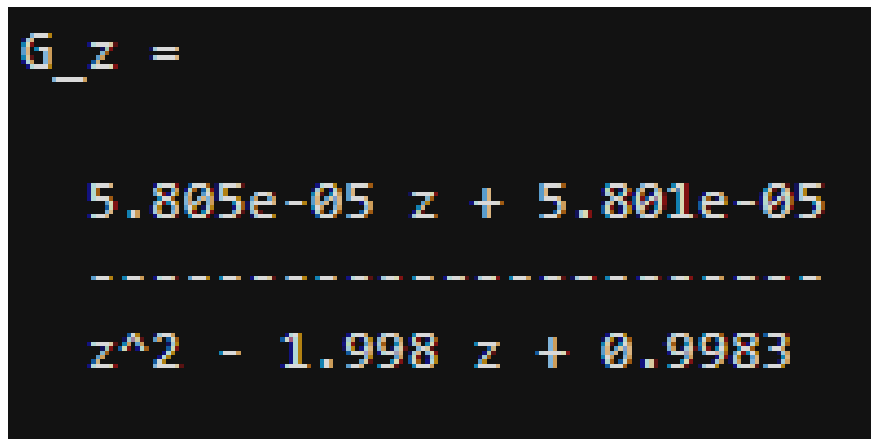 G_z =
5.805e-05 z + 5.801e-05
-----------------------
z^2 - 1.998 z + 0.9983